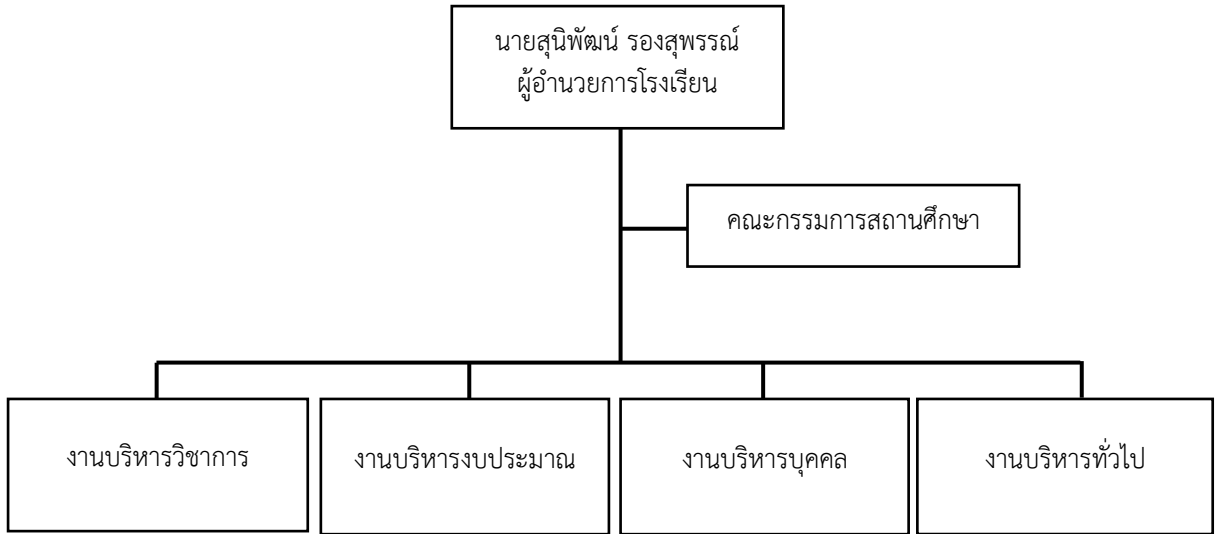 นายสุนิพัฒน์ รองสุพรรณ์
ผู้อำนวยการโรงเรียน
คณะกรรมการสถานศึกษา
งานบริหารวิชาการ
งานบริหารงบประมาณ
งานบริหารบุคคล
งานบริหารทั่วไป